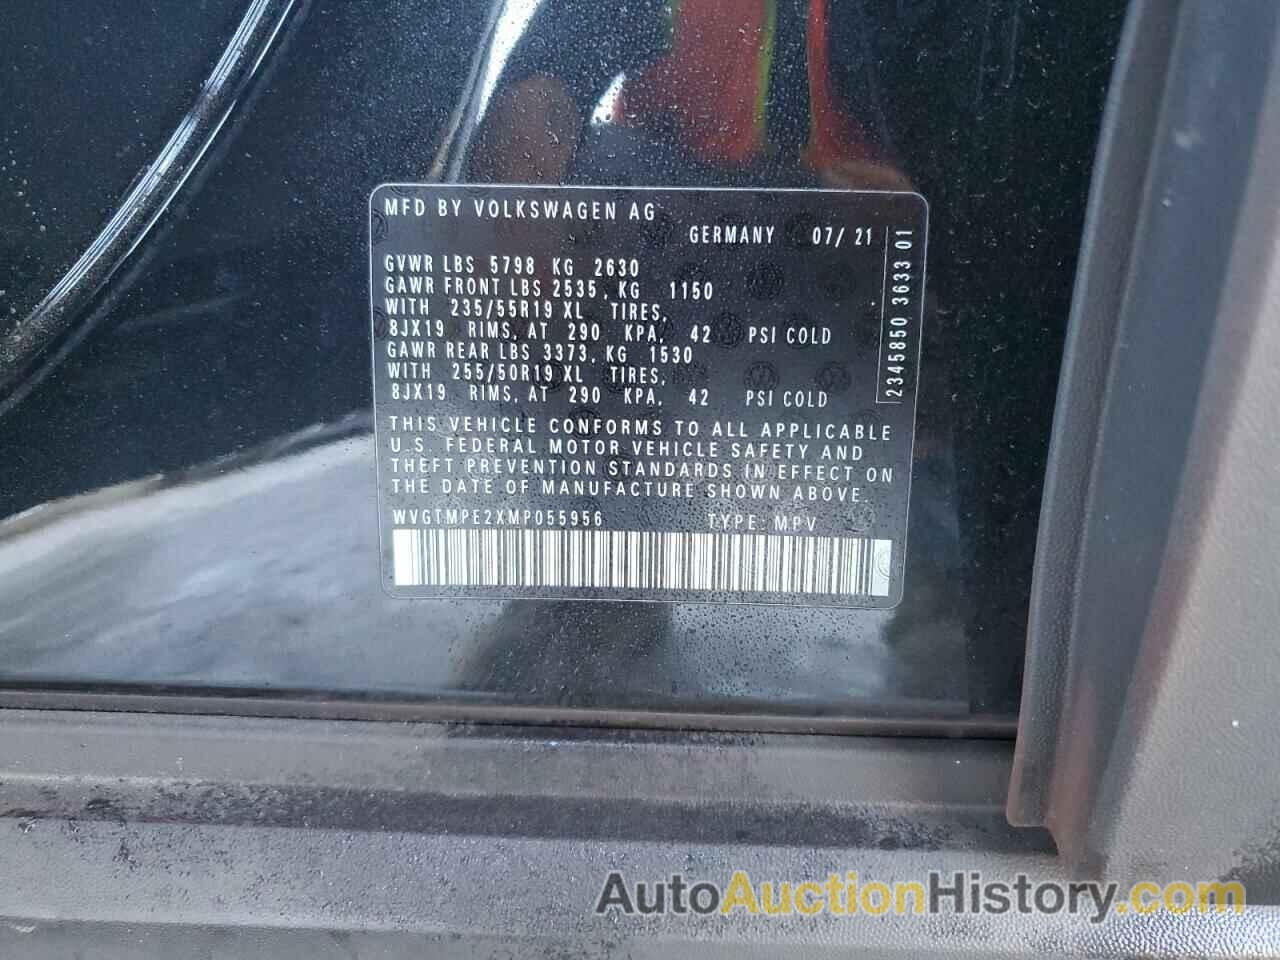 MFD BY VOLKSWAGEN AG
GERMANY 07/ 21
GVWR LBS 5798 KG 2630
GAWR FRONT LBS 2535, KG 1150
WITH 235/55R19 XL TIRES,
8JX19 RIMS, AT 290 KPA, 42 PSI COLD
GAWR REAR LBS 3373, KG 1530
WITH 255/50R19 XL TIRES,
8JX19 RIMS, AT 290 KPA, 42 PSI COLD
2345850 3633 01
THIS VEHICLE CONFORMS TO ALL APPLICABLE
U.S. FEDERAL MOTOR VEHICLE SAFETY AND
THEFT PREVENTION STANDARDS IN EFFECT ON
THE DATE OF MANUFACTURE SHOWN ABOVE.
WVGTMPE2XMP055956 TYPE: MPV
AutoAuctionHistory.com